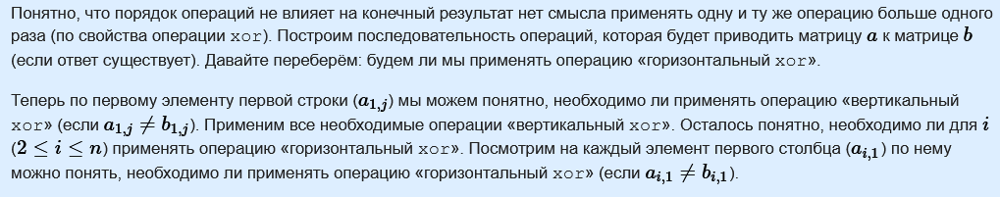 Понятно, что порядок операций не влияет на конечный результат нет смысла применять одну и ту же операцию больше одного
раза (по свойства операции xor). Построим последовательность операций, которая будет приводить матрицу a к матрице b
(если ответ существует). Давайте переберём: будем ли мы применять операцию «горизонтальный xor».
Теперь по первому элементу первой строки (a_{1,j}) мы можем понятно, необходимо ли применять операцию «вертикальный
xor» (если a_{1,j} ≠ b_{1,j}). Применим все необходимые операции «вертикальный xor». Осталось понятно, необходимо ли для i
(2 ≤ i ≤ n) применять операцию «горизонтальный xor». Посмотрим на каждый элемент первого столбца (a_{i,1}) по нему
можно понять, необходимо ли применять операцию «горизонтальный xor» (если a_{i,1} ≠ b_{i,1}).